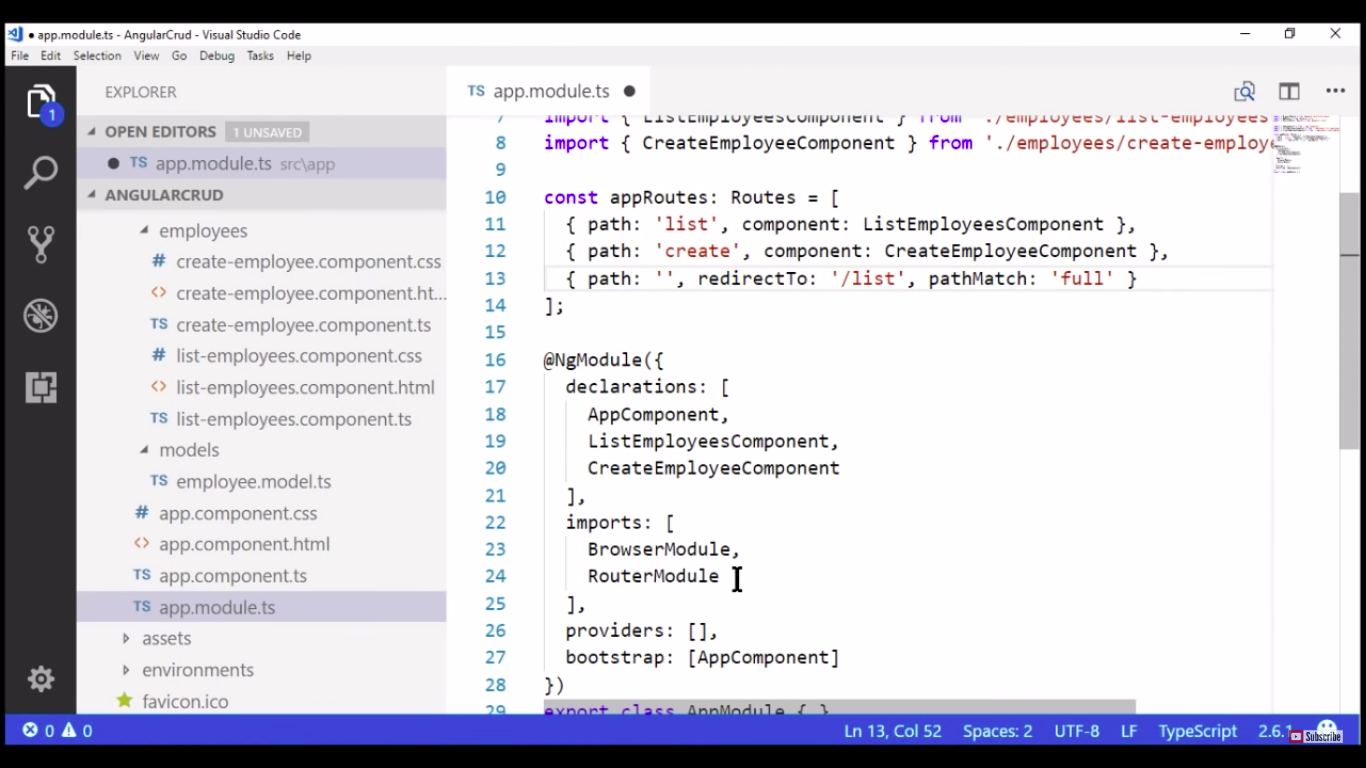 ● app.module.ts - AngularCrud - Visual Studio Code
File Edit Selection View Go Debug Tasks Help
1
EXPLORER
OPEN EDITORS 1 UNSAVED
● TS app.module.ts src\app
ANGULARCRUD
employees
# create-employee.component.css
<> create-employee.component.ht...
TS create-employee.component.ts
# list-employees.component.css
<> list-employees.component.html
TS list-employees.component.ts
models
TS employee.model.ts
# app.component.css
<> app.component.html
TS app.component.ts
TS app.module.ts
assets
environments
favicon.ico
TS app.module.ts ●
7 import { ListEmployeesComponent } from './employees/list-employees
8 import { CreateEmployeeComponent } from './employees/create-employe
9
10 const appRoutes: Routes = [
11 { path: 'list', component: ListEmployeesComponent },
12 { path: 'create', component: CreateEmployeeComponent },
13 { path: '', redirectTo: '/list', pathMatch: 'full' }
14 ];
15
16 @NgModule({
17 declarations: [
18 AppComponent,
19 ListEmployeesComponent,
20 CreateEmployeeComponent
21 ],
22 imports: [
23 BrowserModule,
24 RouterModule
25 ],
26 providers: [],
27 bootstrap: [AppComponent]
28 })
29 export class AppModule { }
0 0 Ln 13, Col 52 Spaces: 2 UTF-8 LF TypeScript 2.6.1
Subscribe